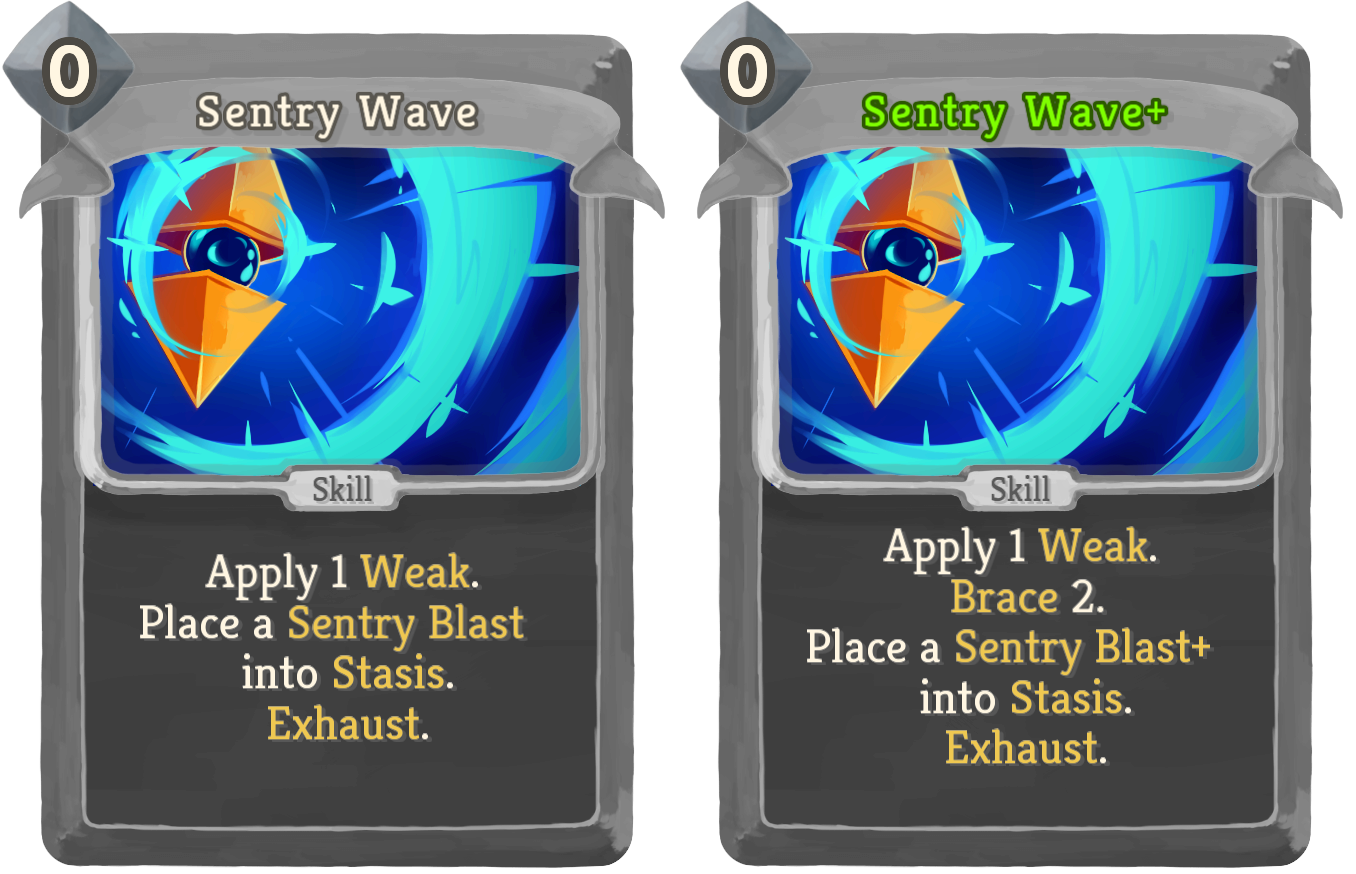 0
Sentry Wave
Skill
Apply 1 Weak.
Place a Sentry Blast
into Stasis.
Exhaust.
0
Sentry Wave+
Skill
Apply 1 Weak.
Brace 2.
Place a Sentry Blast+
into Stasis.
Exhaust.